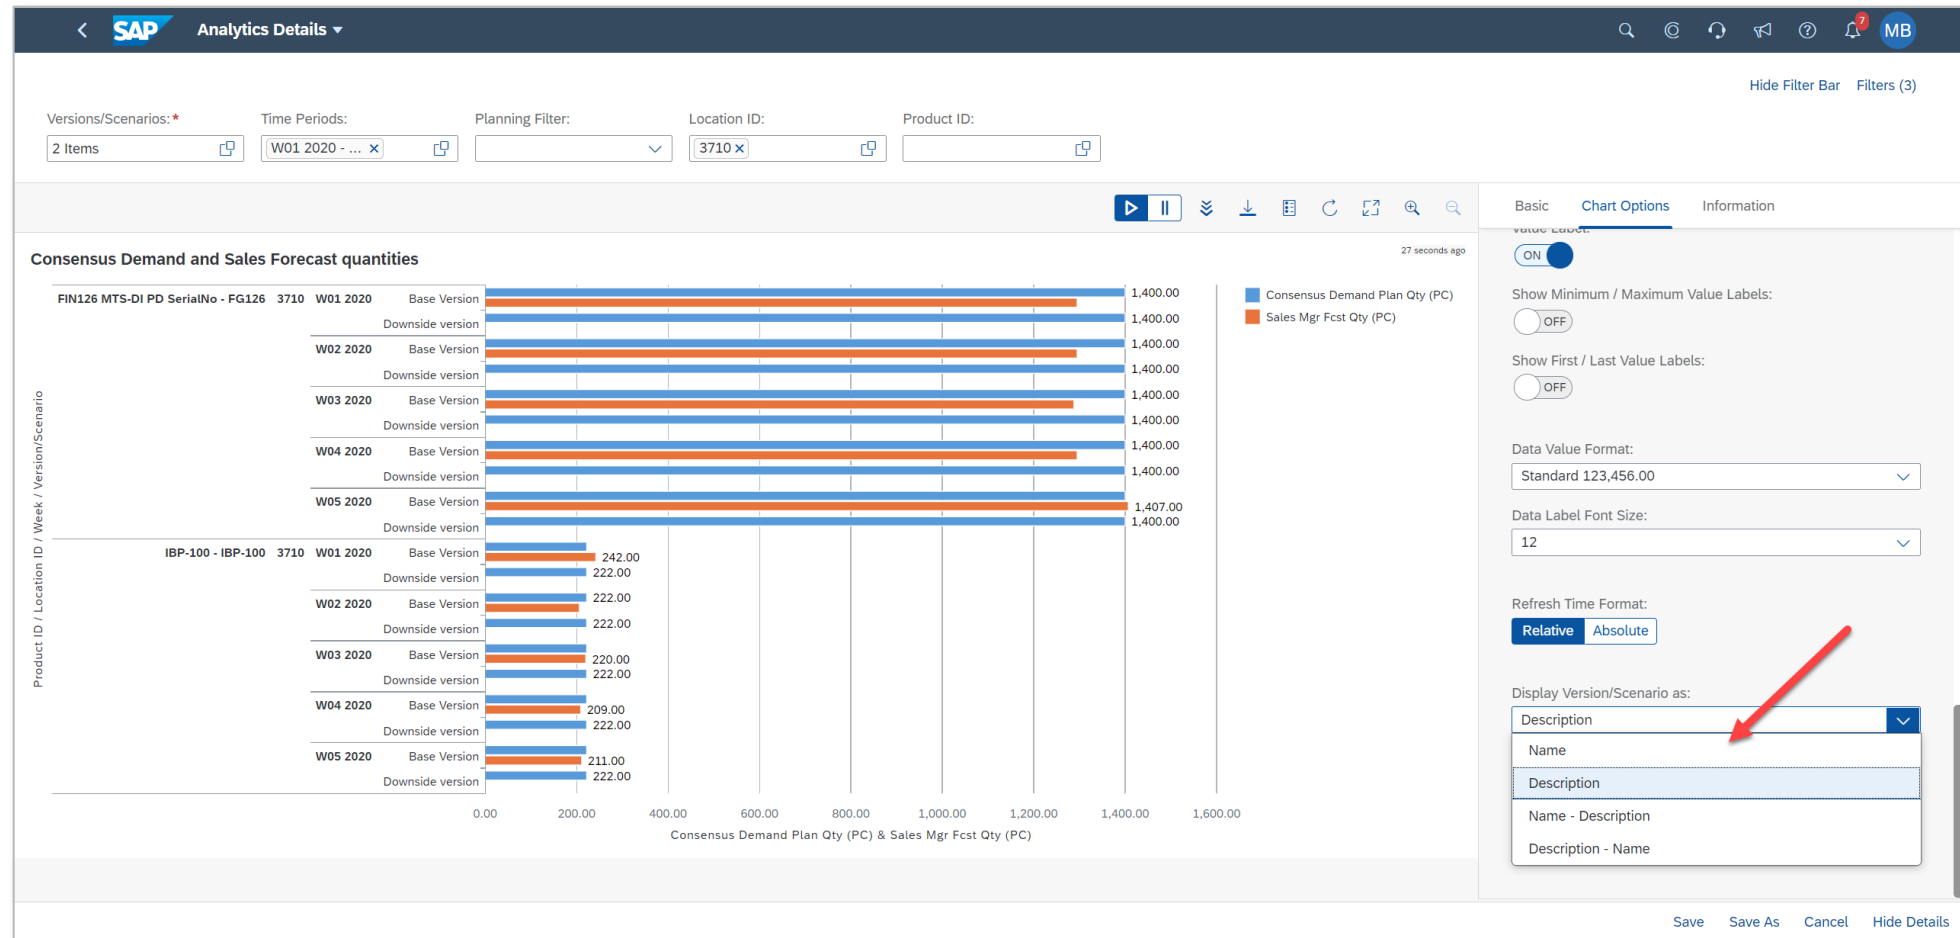 SAP Analytics Details
7
MB
Hide Filter Bar Filters (3)
Versions/Scenarios:* Time Periods: Planning Filter: Location ID: Product ID:
2 Items W01 2020 - ... 3710
Basic Chart Options Information
Consensus Demand and Sales Forecast quantities
27 seconds ago
Product ID / Location ID / Week / Version/Scenario
FIN126 MTS-DI PD SerialNo - FG126 3710 W01 2020 Base Version 1,400.00
Downside version 1,400.00
W02 2020 Base Version 1,400.00
Downside version 1,400.00
W03 2020 Base Version 1,400.00
Downside version 1,400.00
W04 2020 Base Version 1,400.00
Downside version 1,400.00
W05 2020 Base Version 1,407.00
Downside version 1,400.00
IBP-100 - IBP-100 3710 W01 2020 Base Version 242.00
Downside version 222.00
W02 2020 Base Version 222.00
Downside version 222.00
W03 2020 Base Version 220.00
Downside version 222.00
W04 2020 Base Version 209.00
Downside version 222.00
W05 2020 Base Version 211.00
Downside version 222.00
0.00 200.00 400.00 600.00 800.00 1,000.00 1,200.00 1,400.00 1,600.00
Consensus Demand Plan Qty (PC) & Sales Mgr Fcst Qty (PC)
Consensus Demand Plan Qty (PC)
Sales Mgr Fcst Qty (PC)
Value Label:
ON
Show Minimum / Maximum Value Labels:
OFF
Show First / Last Value Labels:
OFF
Data Value Format:
Standard 123,456.00
Data Label Font Size:
12
Refresh Time Format:
Relative Absolute
Display Version/Scenario as:
Description
Name
Description
Name - Description
Description - Name
Save Save As Cancel Hide Details